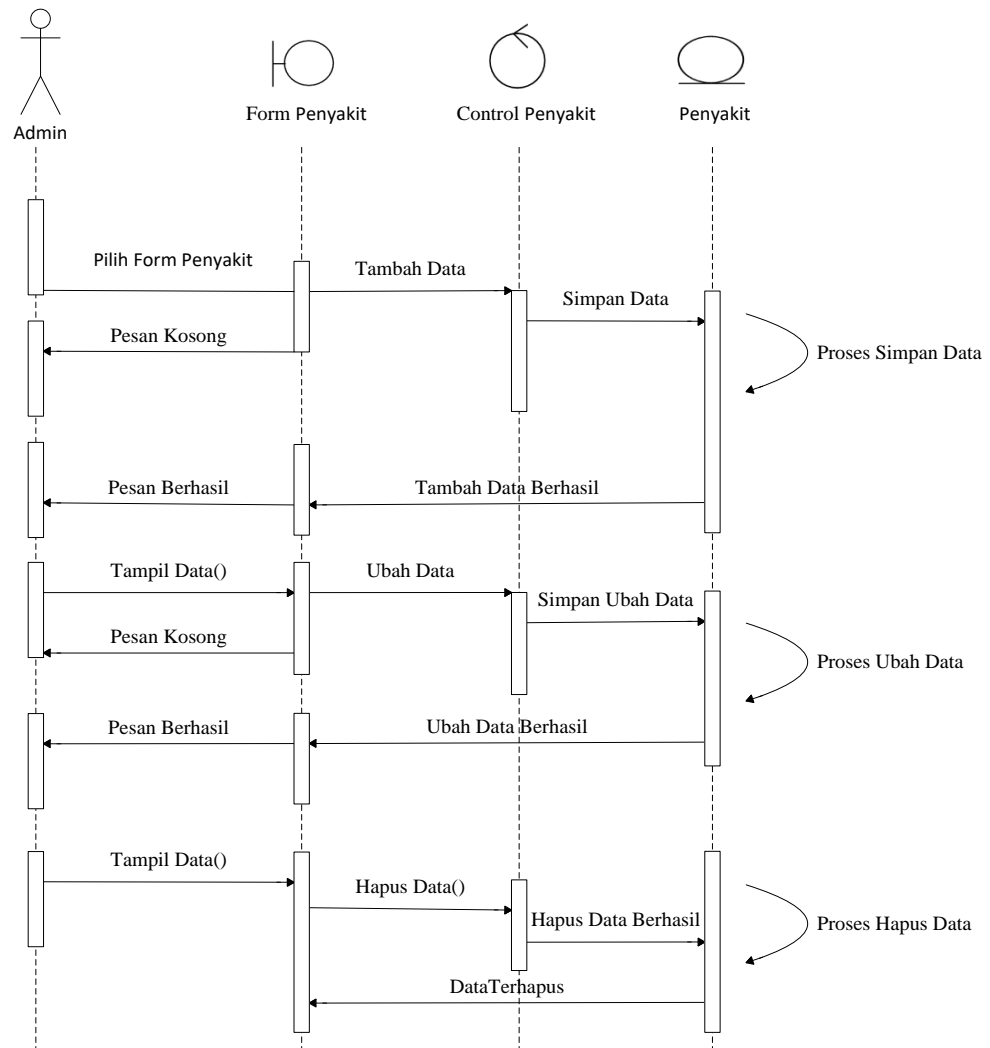 Admin
Form Penyakit
Control Penyakit
Penyakit
Pilih Form Penyakit
Tambah Data
Simpan Data
Pesan Kosong
Proses Simpan Data
Pesan Berhasil
Tambah Data Berhasil
Tampil Data()
Ubah Data
Simpan Ubah Data
Pesan Kosong
Proses Ubah Data
Pesan Berhasil
Ubah Data Berhasil
Tampil Data()
Hapus Data()
Hapus Data Berhasil
Proses Hapus Data
DataTerhapus